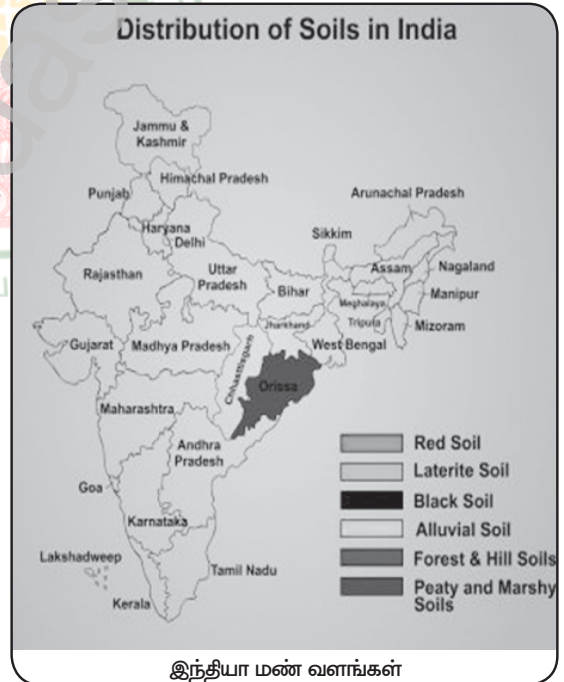 Distribution of Soils in India
Jammu &
Kashmir
Himachal Pradesh
Punjab
Arunachal Pradesh
Haryana
Delhi
Sikkim
Rajasthan
Uttar
Pradesh
Bihar
Assam
Nagaland
Meghalaya
Manipur
Jharkhand
Tripura
Mizoram
Gujarat
Madhya Pradesh
West Bengal
Chhasttisgarh
Orissa
Maharashtra
Andhra
Pradesh
Goa
Karnataka
Lakshadweep
Tamil Nadu
Kerala
Red Soil
Laterite Soil
Black Soil
Alluvial Soil
Forest & Hill Soils
Peaty and Marshy
Soils
இந்தியா மண் வளங்கள்